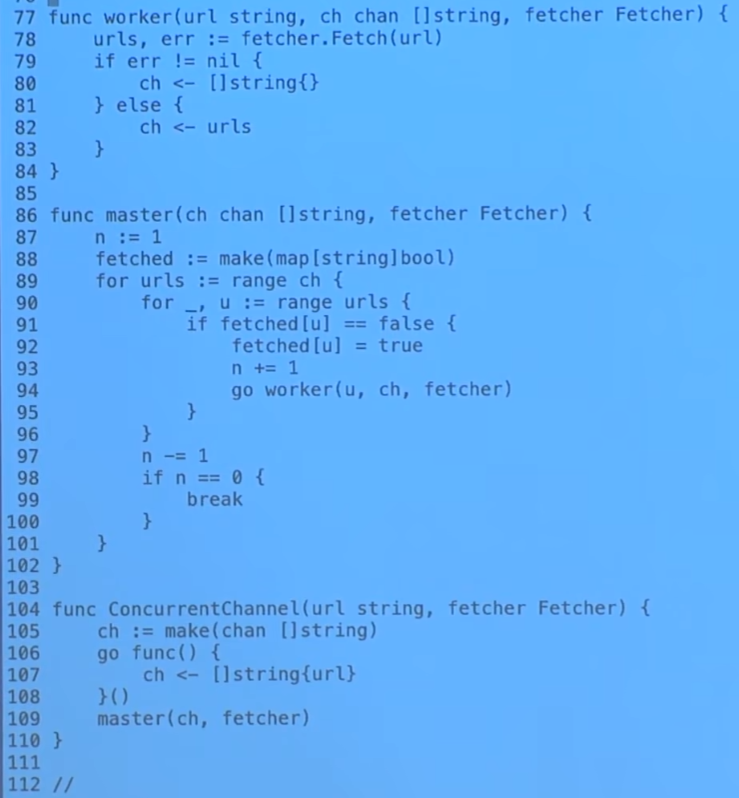 77 func worker(url string, ch chan []string, fetcher Fetcher) {
78     urls, err := fetcher.Fetch(url)
79     if err != nil {
80         ch <- []string{}
81     } else {
82         ch <- urls
83     }
84 }
85
86 func master(ch chan []string, fetcher Fetcher) {
87     n := 1
88     fetched := make(map[string]bool)
89     for urls := range ch {
90         for _, u := range urls {
91             if fetched[u] == false {
92                 fetched[u] = true
93                 n += 1
94                 go worker(u, ch, fetcher)
95             }
96         }
97         n -= 1
98         if n == 0 {
99             break
100         }
101     }
102 }
103
104 func ConcurrentChannel(url string, fetcher Fetcher) {
105     ch := make(chan []string)
106     go func() {
107         ch <- []string{url}
108     }()
109     master(ch, fetcher)
110 }
111
112 //